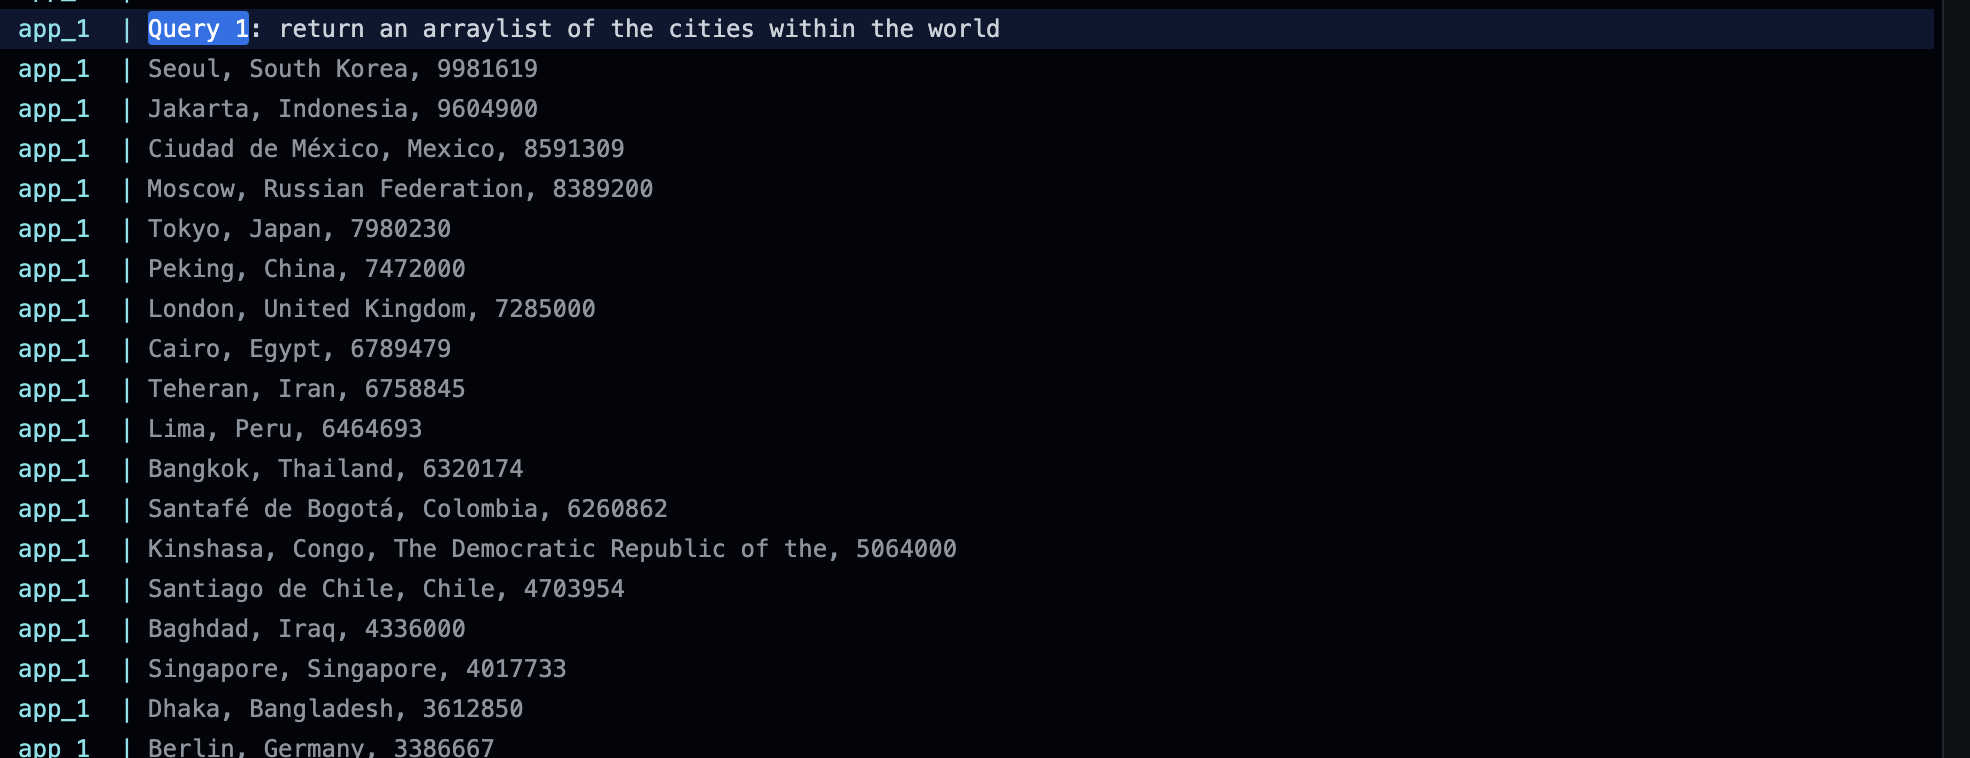 app_1 | Query 1: return an arraylist of the cities within the world
app_1 | Seoul, South Korea, 9981619
app_1 | Jakarta, Indonesia, 9604900
app_1 | Ciudad de México, Mexico, 8591309
app_1 | Moscow, Russian Federation, 8389200
app_1 | Tokyo, Japan, 7980230
app_1 | Peking, China, 7472000
app_1 | London, United Kingdom, 7285000
app_1 | Cairo, Egypt, 6789479
app_1 | Teheran, Iran, 6758845
app_1 | Lima, Peru, 6464693
app_1 | Bangkok, Thailand, 6320174
app_1 | Santafé de Bogotá, Colombia, 6260862
app_1 | Kinshasa, Congo, The Democratic Republic of the, 5064000
app_1 | Santiago de Chile, Chile, 4703954
app_1 | Baghdad, Iraq, 4336000
app_1 | Singapore, Singapore, 4017733
app_1 | Dhaka, Bangladesh, 3612850
app_1 | Berlin, Germany, 3386667